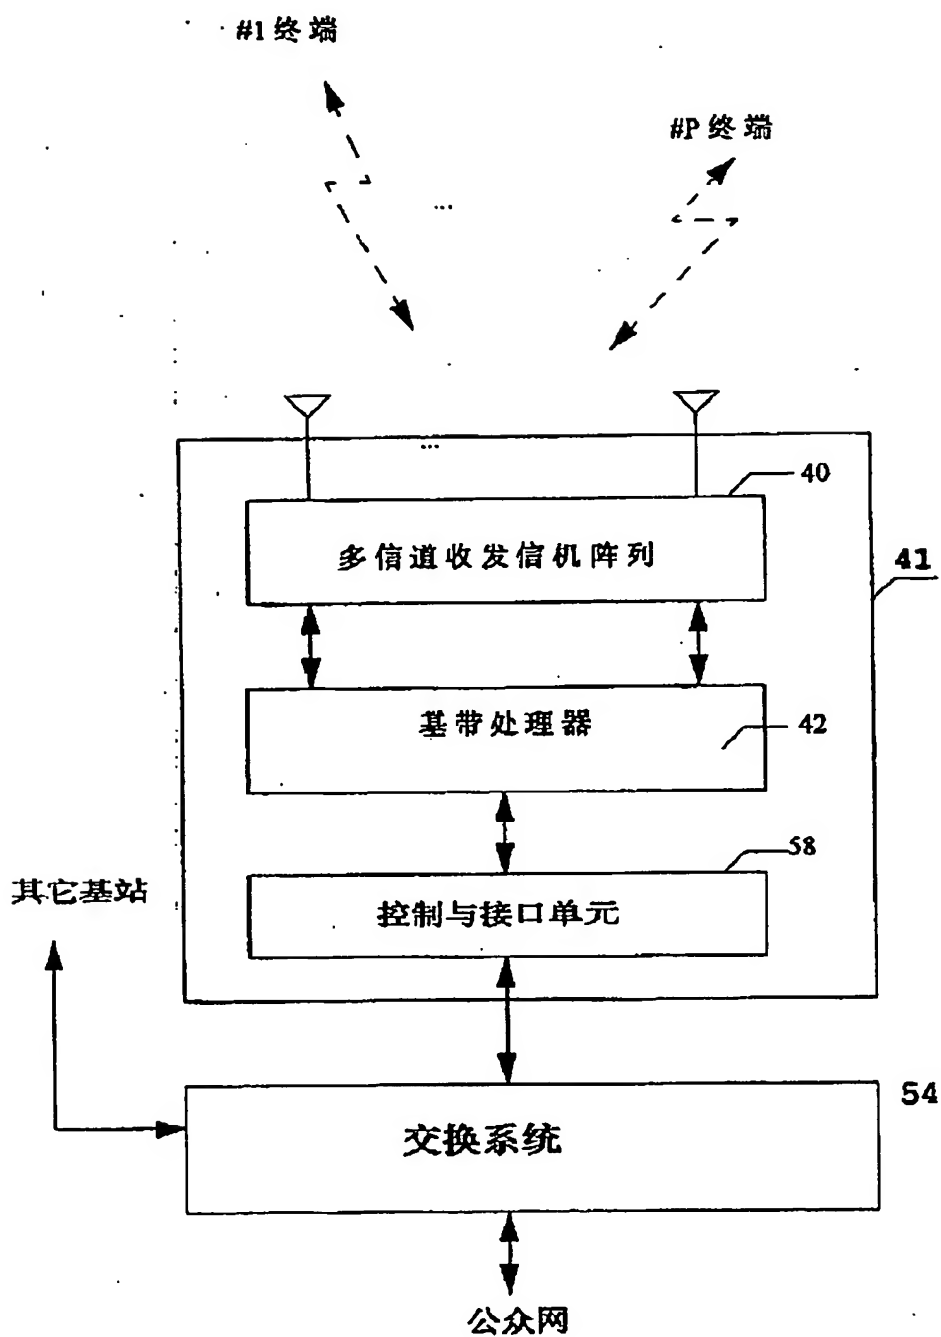 #1终端
#P终端
...
...
40
多信道收发信机阵列
41
基带处理器
42
58
其它基站
控制与接口单元
54
交换系统
公众网